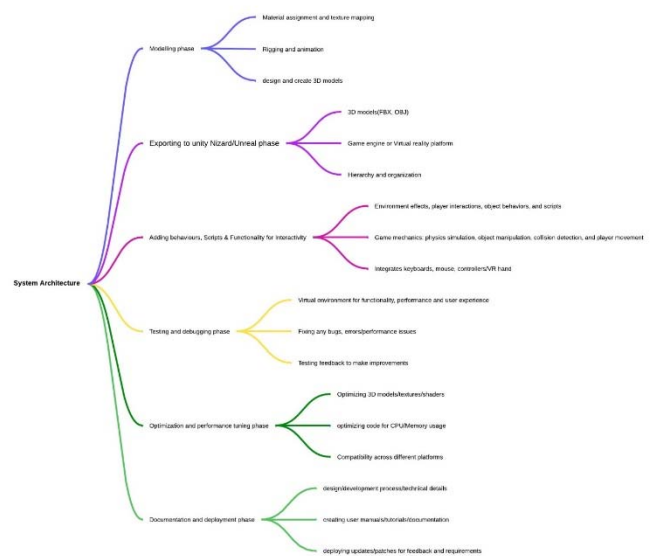 Material assignment and texture mapping
Modelling phase
Rigging and animation
design and create 3D models
3D models(FBX, OBJ)
Exporting to unity Nizard/Unreal phase
Game engine or Virtual reality platform
Hierarchy and organization
Environment effects, player interactions, object behaviors, and scripts
Adding behaviours, Scripts & Functionality for Interactivity
Game mechanics: physics simulation, object manipulation, collision detection, and player movement
Integrates keyboards, mouse, controllers/VR hand
System Architecture
Virtual environment for functionality, performance and user experience
Testing and debugging phase
Fixing any bugs, errors/performance issues
Testing feedback to make improvements
Optimizing 3D models/textures/shaders
Optimization and performance tuning phase
optimizing code for CPU/Memory usage
Compatibility across different platforms
design/development process/technical details
Documentation and deployment phase
creating user manuals/tutorials/documentation
deploying updates/patches for feedback and requirements